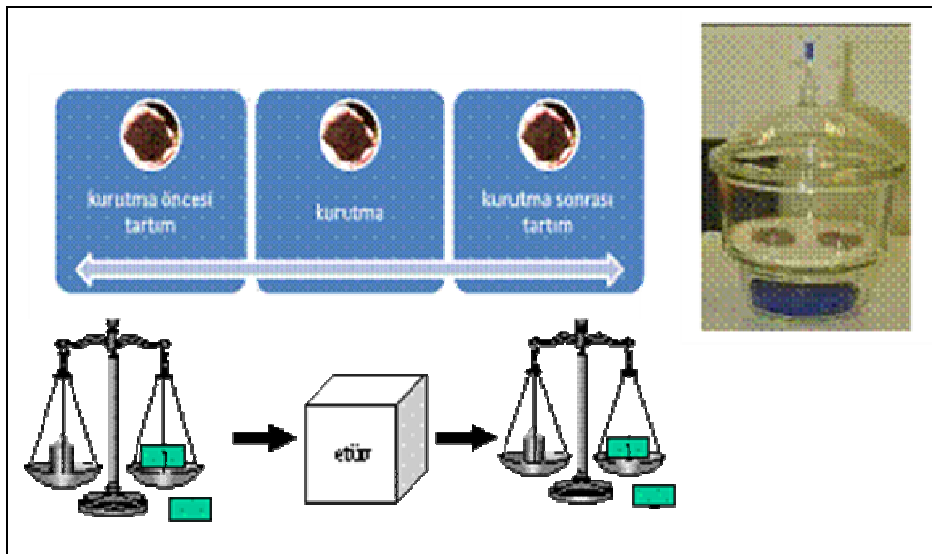 kurutma öncesi
tartım
kurutma
kurutma sonrası
tartım
etüv